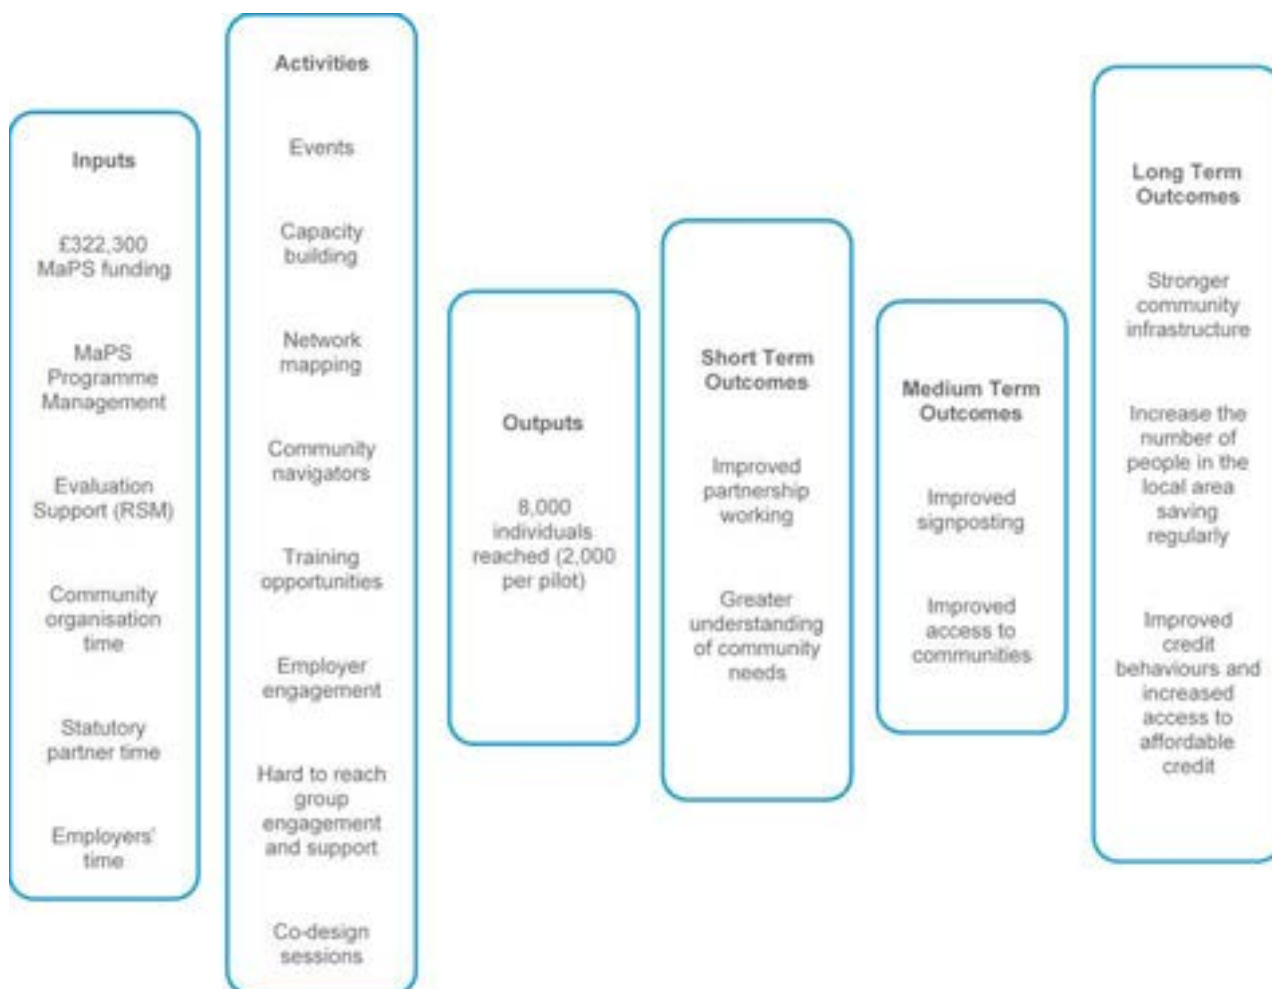 Inputs
£322,300
MaPS funding
MaPS
Programme
Management
Evaluation
Support (RSM)
Community
organisation
time
Statutory
partner time
Employers'
time
Activities
Events
Capacity
building
Network
mapping
Community
navigators
Training
opportunities
Employer
engagement
Hard to reach
group
engagement
and support
Co-design
sessions
Outputs
8,000
individuals
reached (2,000
per pilot)
Short Term
Outcomes
Improved
partnership
working
Greater
understanding
of community
needs
Medium Term
Outcomes
Improved
signposting
Improved
access to
communities
Long Term
Outcomes
Stronger
community
infrastructure
Increase the
number of
people in the
local area
saving
regularly
Improved
credit
behaviours and
increased
access to
affordable
credit